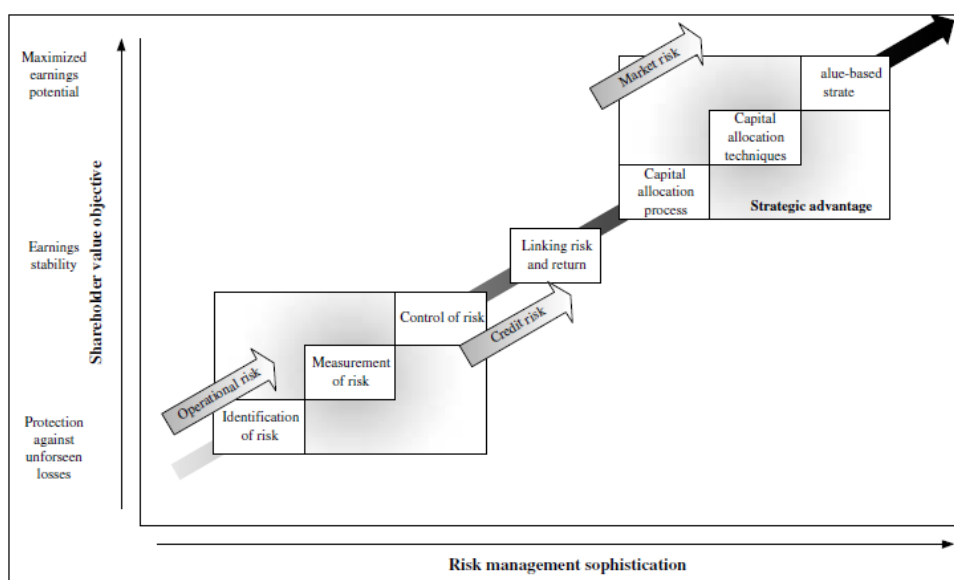 Maximized
earnings
potential
Earnings
stability
Protection
against
unforseen
losses
Shareholder value objective
Market risk
alue-based
strate
Capital
allocation
techniques
Capital
allocation
process
Strategic advantage
Linking risk
and return
Credit risk
Control of risk
Measurement
of risk
Operational risk
Identification
of risk
Risk management sophistication